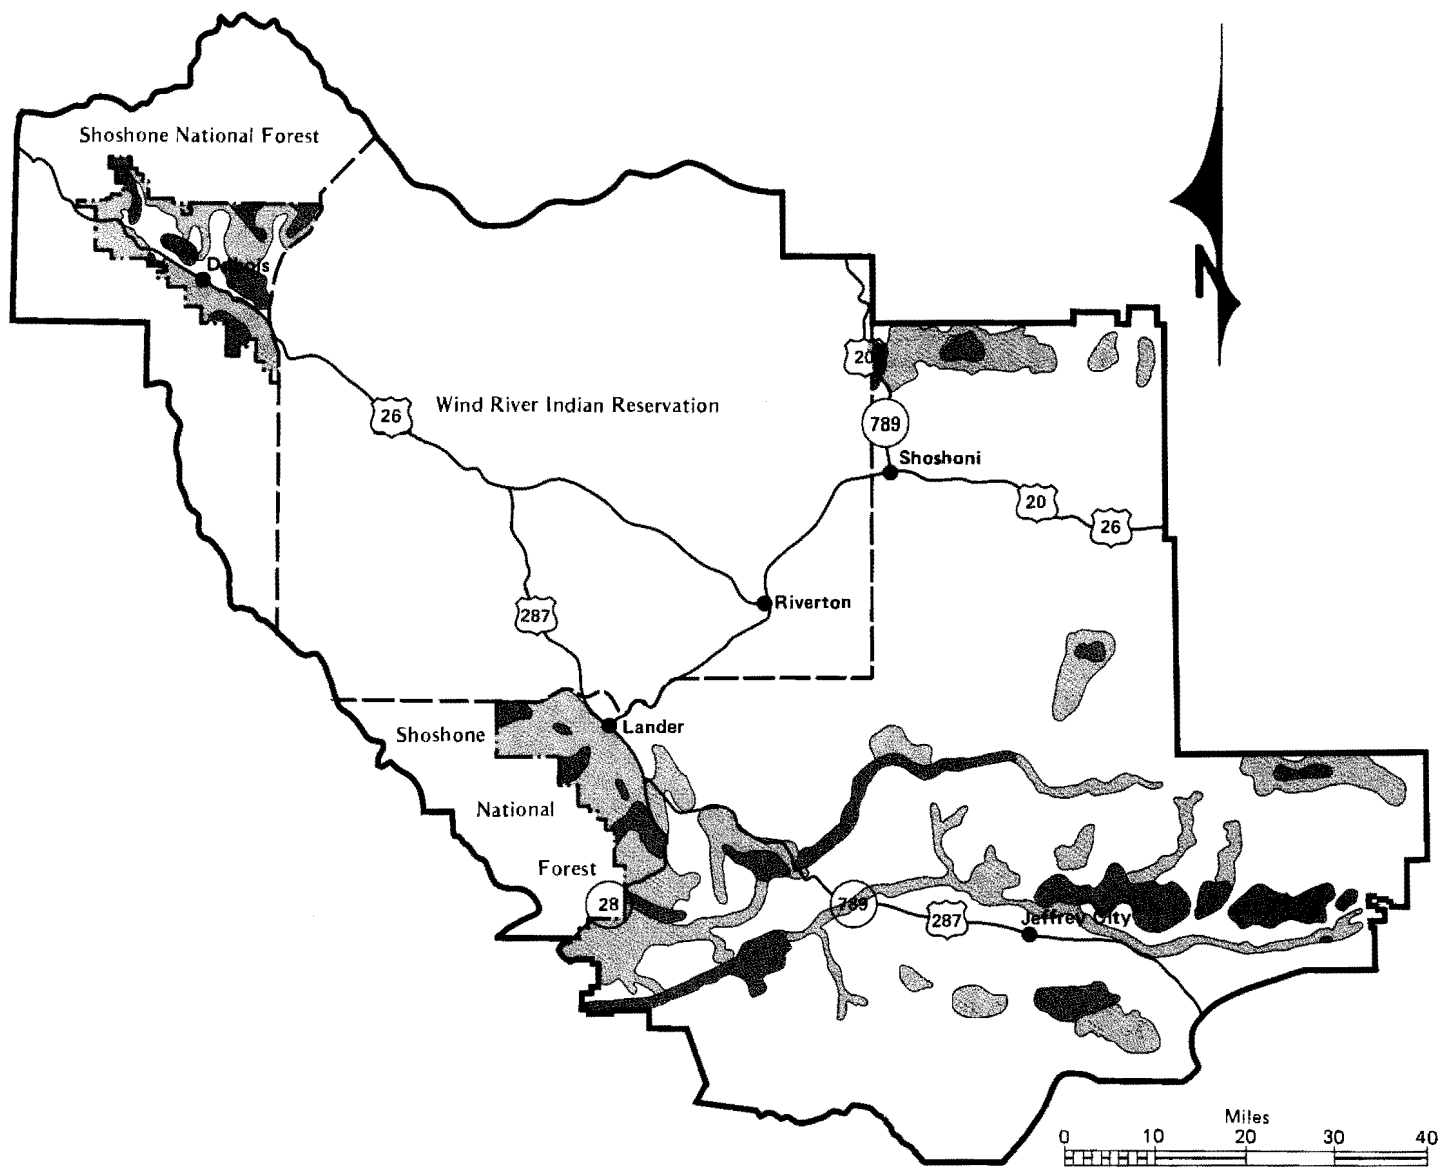 Shoshone National Forest
N
Dubois
20
26
Wind River Indian Reservation
789
Shoshoni
20
26
Riverton
287
Lander
Shoshone
National
Forest
28
789
287
Jeffrey City
Miles
0 10 20 30 40